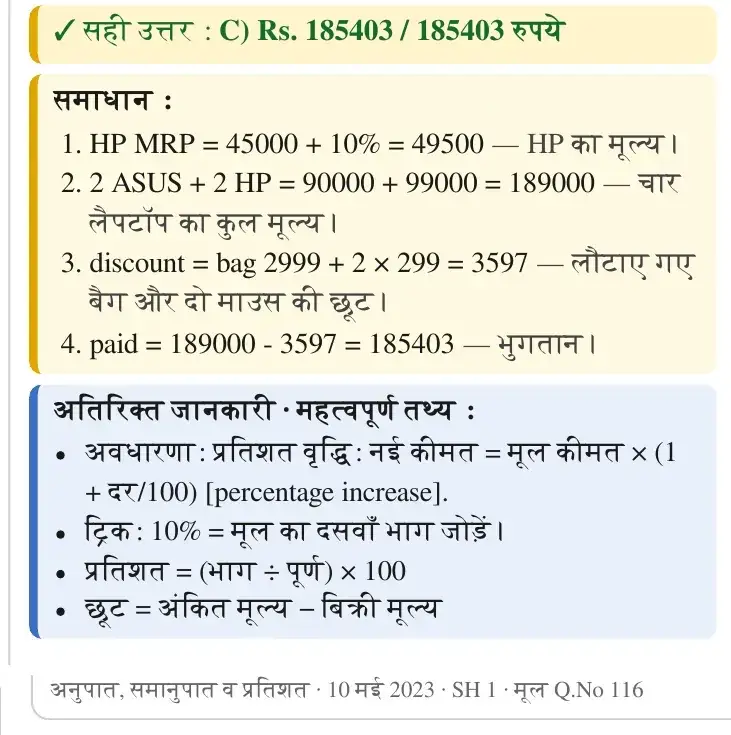 ✓ सही उत्तर : C) Rs. 185403 / 185403 रुपये
समाधान :
1. HP MRP = 45000 + 10% = 49500 — HP का मूल्य।
2. 2 ASUS + 2 HP = 90000 + 99000 = 189000 — चार
लैपटॉप का कुल मूल्य।
3. discount = bag 2999 + 2 × 299 = 3597 — लौटाए गए
बैग और दो माउस की छूट।
4. paid = 189000 - 3597 = 185403 — भुगतान।
अतिरिक्त जानकारी · महत्वपूर्ण तथ्य :
• अवधारणा : प्रतिशत वृद्धि : नई कीमत = मूल कीमत × (1
+ दर/100) [percentage increase].
• ट्रिक : 10% = मूल का दसवाँ भाग जोड़ें।
• प्रतिशत = (भाग ÷ पूर्ण) × 100
• छूट = अंकित मूल्य – बिक्री मूल्य
अनुपात, समानुपात व प्रतिशत · 10 मई 2023 · SH 1 · मूल Q.No 116